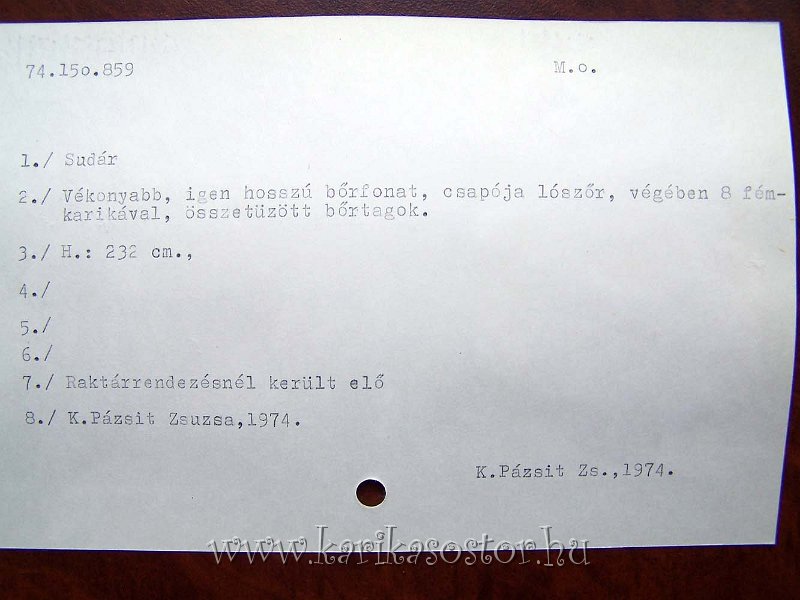 74.15o.859 M.o.
1./ Sudár
2./ Vékonyabb, igen hosszú bőrfonat, csapója lószőr, végében 8 fém-
karikával, összetüzött bőrtagok.
3./ H.: 232 cm.,
4./
5./
6./
7./ Raktárrendezésnél került elő
8./ K.Pázsit Zsuzsa,1974.
K.Pázsit Zs.,1974.
www.karikasostor.hu